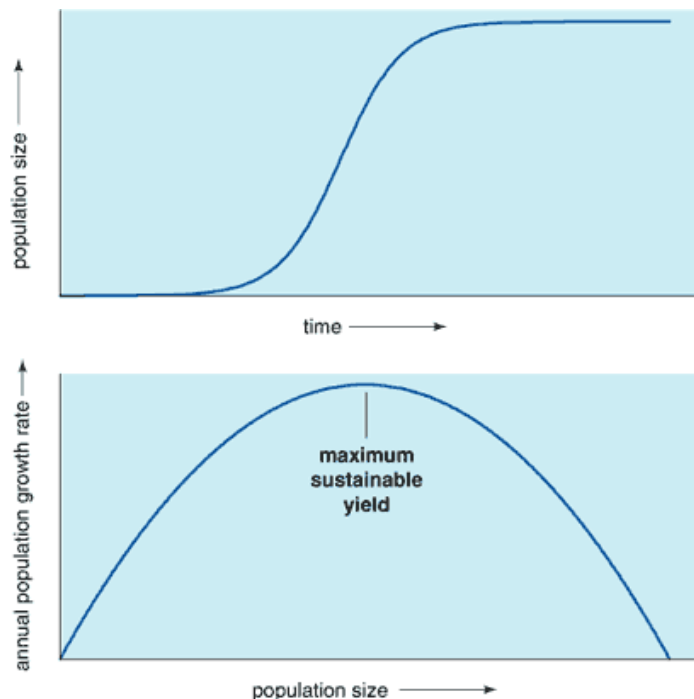 population size
time
annual population growth rate
maximum
sustainable
yield
population size